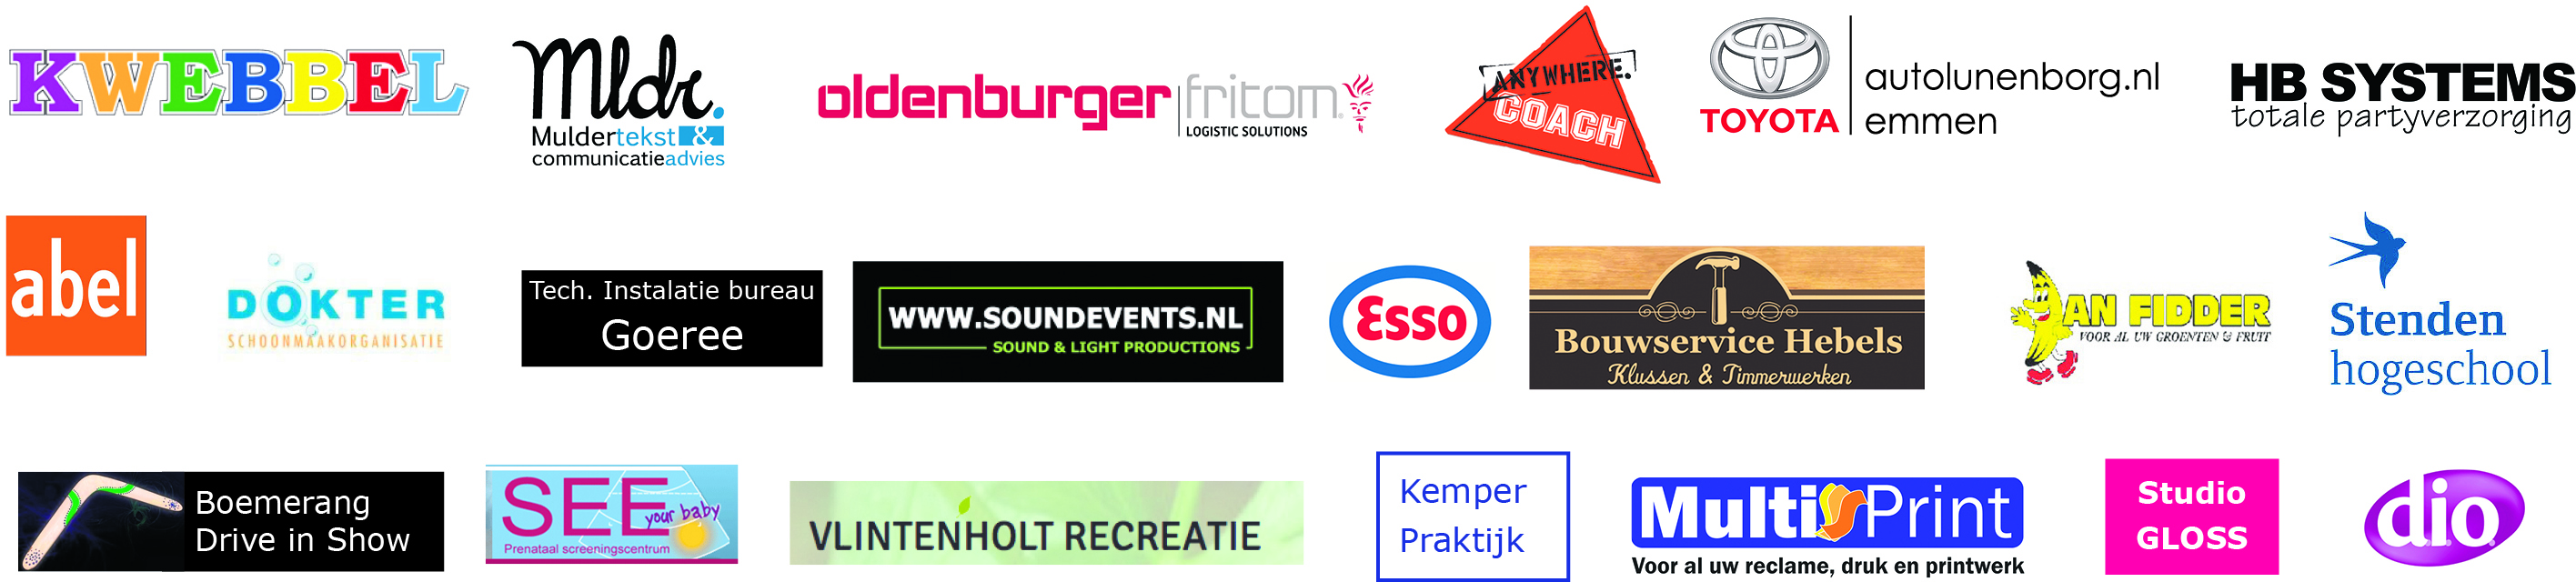 KWEBBEL
Mldr.
Muldertekst &
communicatieadvies
oldenburger fritom
LOGISTIC SOLUTIONS
ANYWHERE.
COACH
TOYOTA
autolunenborg.nl
emmen
HB SYSTEMS
totale partyverzorging
abel
DOKTER
SCHOONMAAKORGANISATIE
Tech. Instalatie bureau
Goeree
WWW.SOUNDEVENTS.NL
SOUND & LIGHT PRODUCTIONS
Esso
Bouwservice Hebels
Klussen & Timmerwerken
AN FIDDER
VOOR AL UW GROENTEN & FRUIT
Stenden
hogeschool
Boemerang
Drive in Show
SEE
your baby
Prenataal screeningscentrum
VLINTENHOLT RECREATIE
Kemper
Praktijk
Multi Print
Voor al uw reclame, druk en printwerk
Studio
GLOSS
d.i.o.